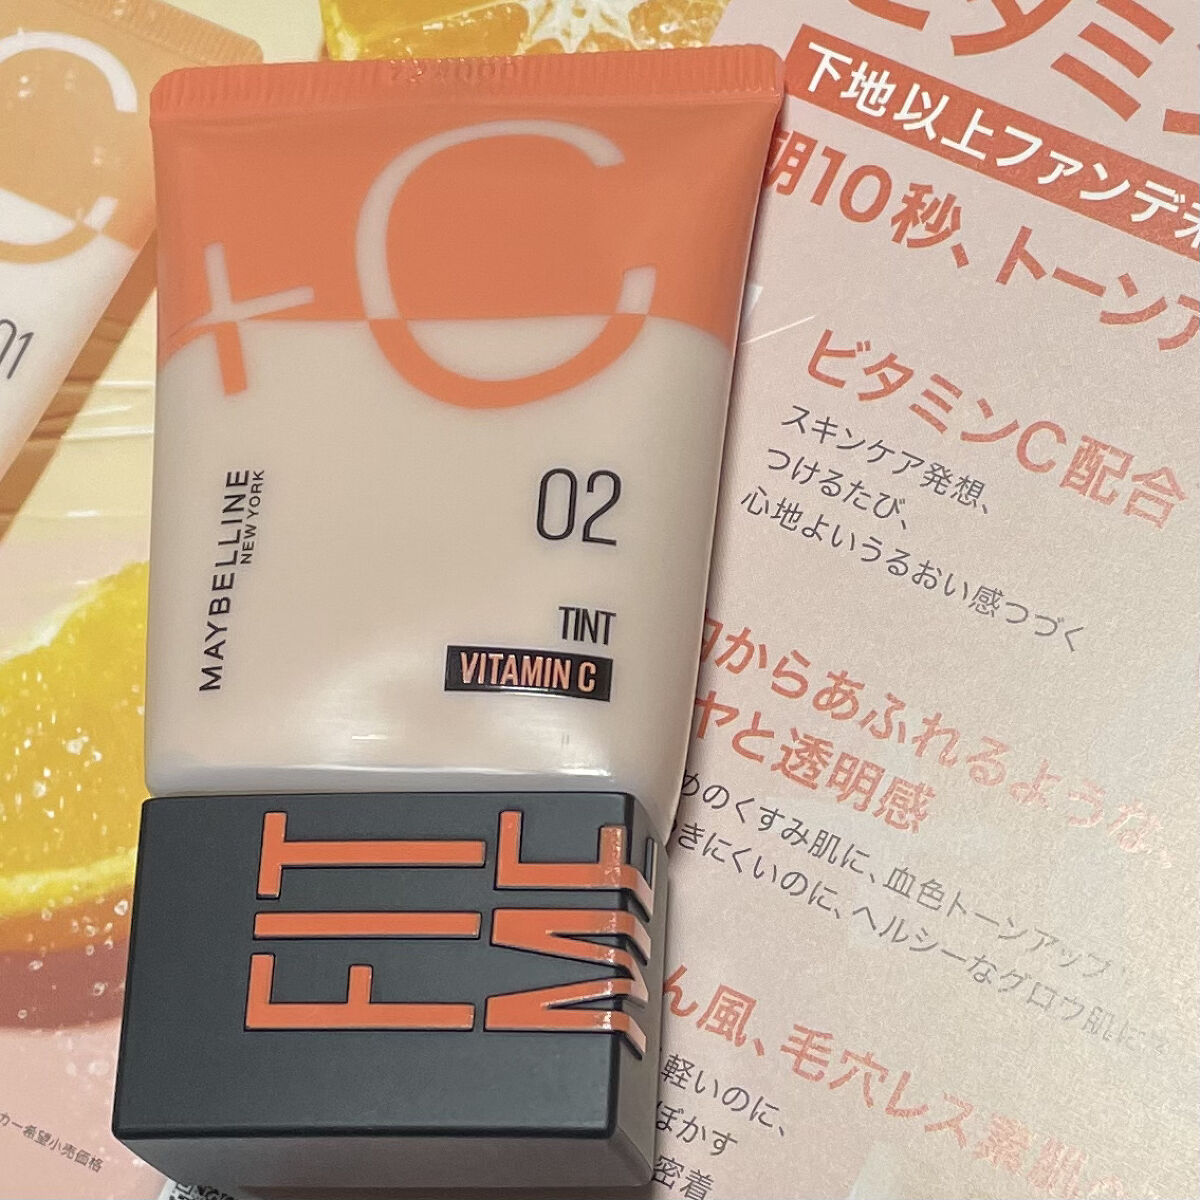 +C
02
TINT
VITAMIN C
MAYBELLINE
NEW YORK
FIT
ME
01
下地以上ファンデ
朝10秒、トーンア
ビタミンC配合
スキンケア発想、
つけるたび、
心地よいうるおい感つづく
からあふれるような
ヤと透明感
めのくすみ肌に、血色トーンアップ
きにくいのに、ヘルシーなグロウ肌に
ん風、毛穴レス素肌
軽いのに、
ぼかす
密着
カー希望小売価格